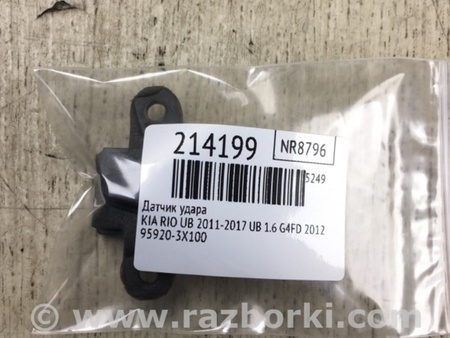 214199
NR8796
5249
Датчик удара
KIA RIO UB 2011-2017 UB 1.6 G4FD 2012
95920-3X100
www.razborki.com